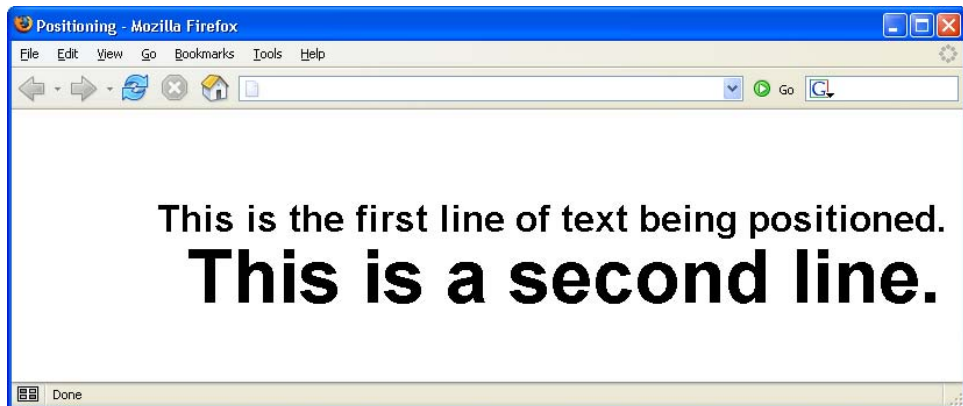 Positioning - Mozilla Firefox
File Edit View Go Bookmarks Tools Help
Go G
This is the first line of text being positioned.
This is a second line.
Done